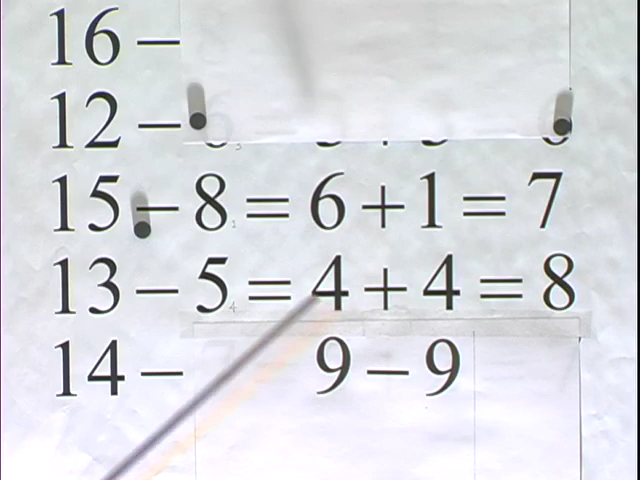 16 −
12 −
15 − 8 = 6 + 1 = 7
13 − 5 = 4 + 4 = 8
14 − 9 − 9